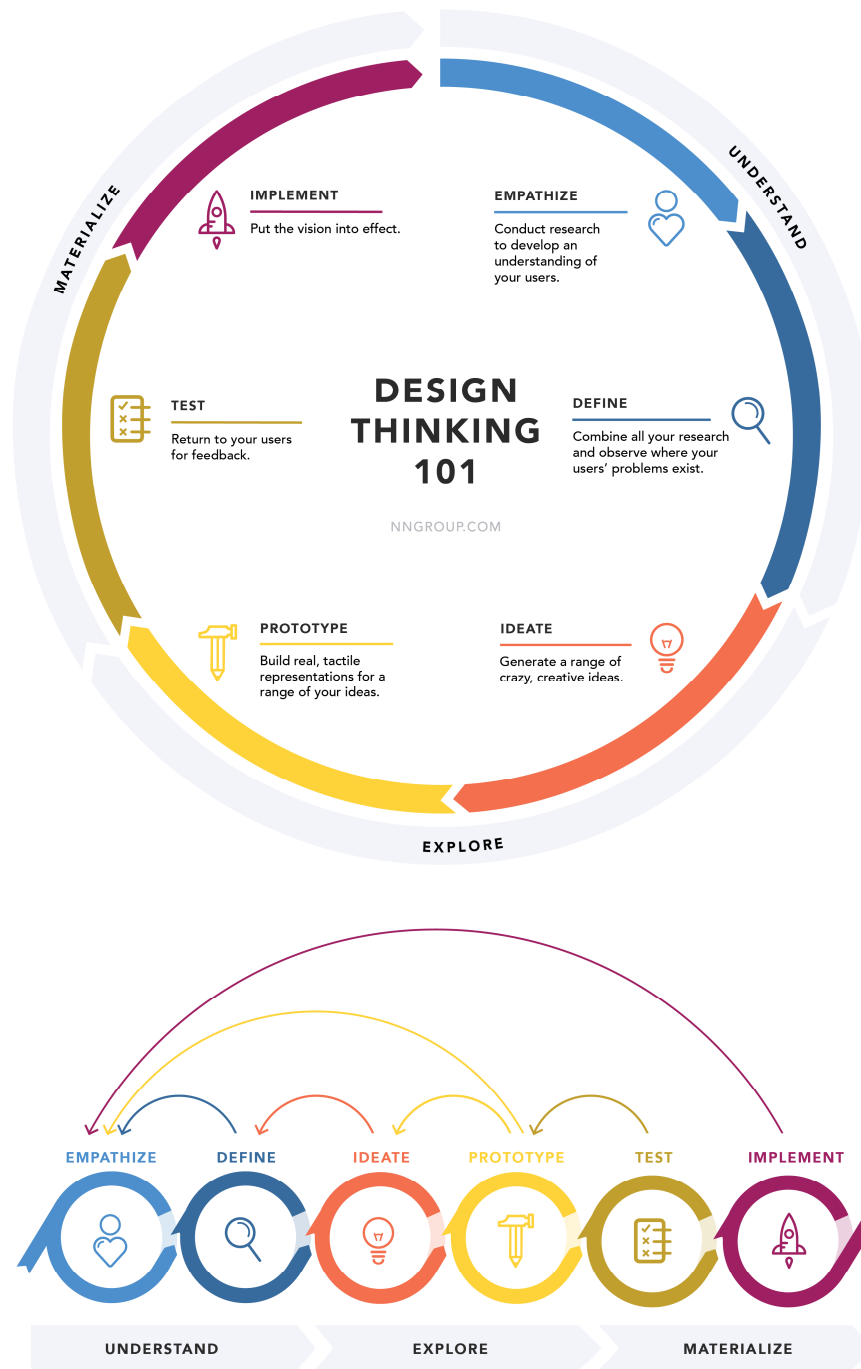 UNDERSTAND
MATERIALIZE
IMPLEMENT
Put the vision into effect.
EMPATHIZE
Conduct research
to develop an
understanding of
your users.
DESIGN
THINKING
101
NNGROUP.COM
TEST
Return to your users
for feedback.
DEFINE
Combine all your research
and observe where your
users’ problems exist.
PROTOTYPE
Build real, tactile
representations for a
range of your ideas.
IDEATE
Generate a range of
crazy, creative ideas.
EXPLORE
EMPATHIZE
DEFINE
IDEATE
PROTOTYPE
TEST
IMPLEMENT
UNDERSTAND
EXPLORE
MATERIALIZE